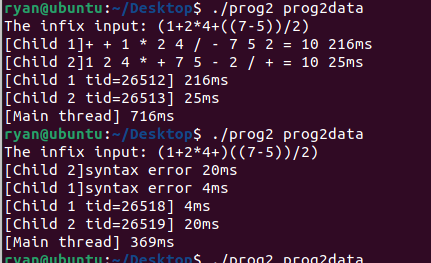 ryan@ubuntu:~/Desktop$ ./prog2 prog2data
The infix input: (1+2*4+((7-5))/2)
[Child 1]+ + 1 * 2 4 / - 7 5 2 = 10 216ms
[Child 2]1 2 4 * + 7 5 - 2 / + = 10 25ms
[Child 1 tid=26512] 216ms
[Child 2 tid=26513] 25ms
[Main thread] 716ms
ryan@ubuntu:~/Desktop$ ./prog2 prog2data
The infix input: (1+2*4+)((7-5))/2)
[Child 2]syntax error 20ms
[Child 1]syntax error 4ms
[Child 1 tid=26518] 4ms
[Child 2 tid=26519] 20ms
[Main thread] 369ms
ryan@ubuntu:~/Desktop$ ./prog2 prog2data